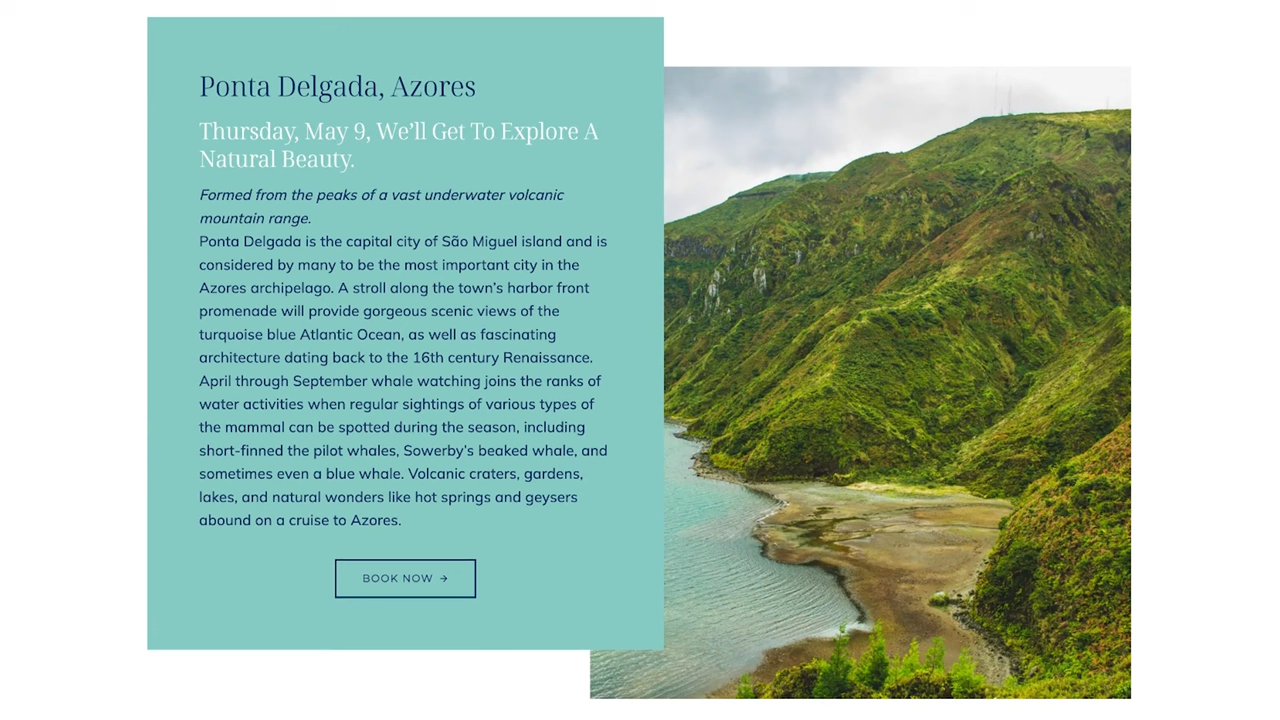 Ponta Delgada, Azores
Thursday, May 9, We’ll Get To Explore A
Natural Beauty.
Formed from the peaks of a vast underwater volcanic
mountain range.
Ponta Delgada is the capital city of São Miguel island and is
considered by many to be the most important city in the
Azores archipelago. A stroll along the town’s harbor front
promenade will provide gorgeous scenic views of the
turquoise blue Atlantic Ocean, as well as fascinating
architecture dating back to the 16th century Renaissance.
April through September whale watching joins the ranks of
water activities when regular sightings of various types of
the mammal can be spotted during the season, including
short-finned the pilot whales, Sowerby’s beaked whale, and
sometimes even a blue whale. Volcanic craters, gardens,
lakes, and natural wonders like hot springs and geysers
abound on a cruise to Azores.
BOOK NOW →